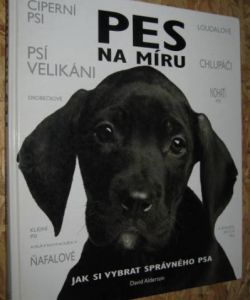 ČIPERNÍ
PSI
PES
NA MÍRU
LOUDALOVÉ
PSÍ
VELIKÁNI
CHLUPÁČI
ŇAFALOVÉ
JAK SI VYBRAT SPRÁVNÉHO PSA
David Alderton